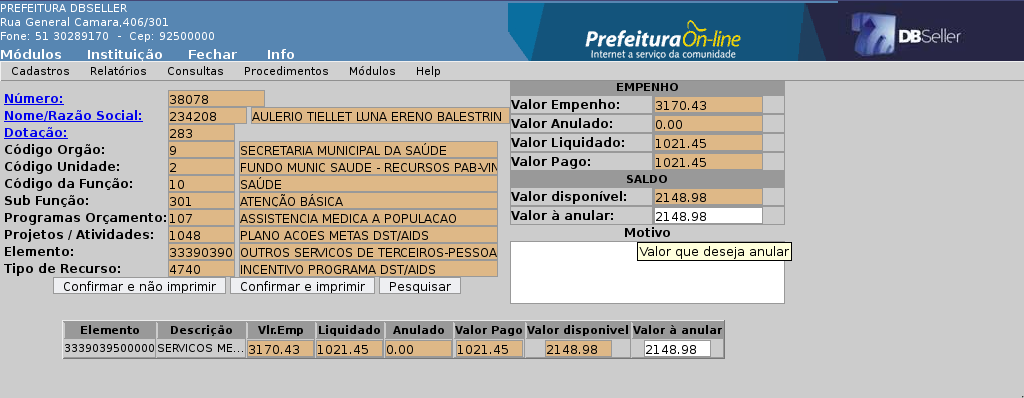 PREFEITURA DBSELLER
Rua General Camara,406/301
Fone: 51 30289170 - Cep: 92500000
Prefeitura On-line
Internet a serviço da comunidade
DBSeller
Módulos Instituição Fechar Info
Cadastros Relatórios Consultas Procedimentos Módulos Help
Número: 38078
Nome/Razão Social: 234208 AULERIO TIELLET LUNA ERENO BALESTRIN
Dotação: 283
Código Orgão: 9 SECRETARIA MUNICIPAL DA SAÚDE
Código Unidade: 2 FUNDO MUNIC SAUDE - RECURSOS PAB-VIN
Código da Função: 10 SAÚDE
Sub Função: 301 ATENÇÃO BÁSICA
Programas Orçamento: 107 ASSISTENCIA MEDICA A POPULACAO
Projetos / Atividades: 1048 PLANO ACOES METAS DST/AIDS
Elemento: 33390390 OUTROS SERVICOS DE TERCEIROS-PESSOA
Tipo de Recurso: 4740 INCENTIVO PROGRAMA DST/AIDS
Confirmar e não imprimir Confirmar e imprimir Pesquisar
EMPENHO
Valor Empenho: 3170.43
Valor Anulado: 0.00
Valor Liquidado: 1021.45
Valor Pago: 1021.45
SALDO
Valor disponível: 2148.98
Valor à anular: 2148.98
Motivo
Valor que deseja anular
Elemento Descrição Vlr.Emp Liquidado Anulado Valor Pago Valor disponivel Valor à anular
3339039500000 SERVICOS ME... 3170.43 1021.45 0.00 1021.45 2148.98 2148.98